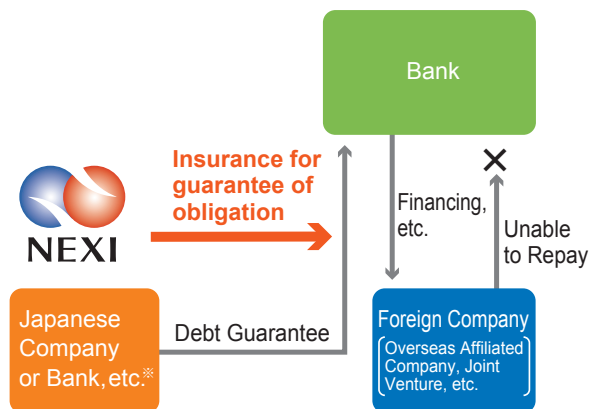 Bank
Insurance for
guarantee of
obligation
NEXI
Financing,
etc.
Unable
to Repay
Japanese
Company
or Bank, etc.※
Debt Guarantee
Foreign Company
[Overseas Affiliated
Company, Joint
Venture, etc.]